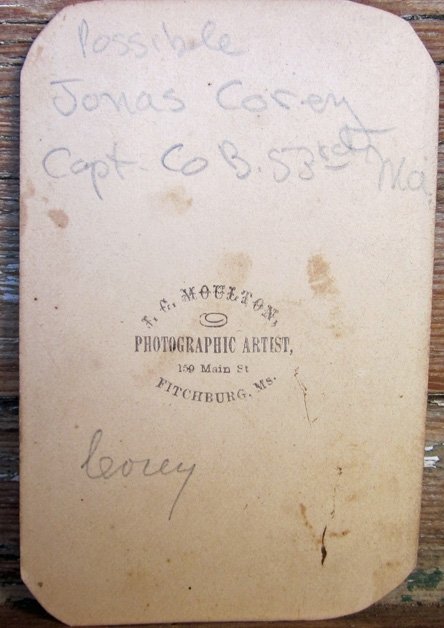 Possible
Jonas Corey
Capt. Co B. 53rd Ma.
J. C. MOULTON,
PHOTOGRAPHIC ARTIST,
159 Main St
FITCHBURG, Ms.
Corey